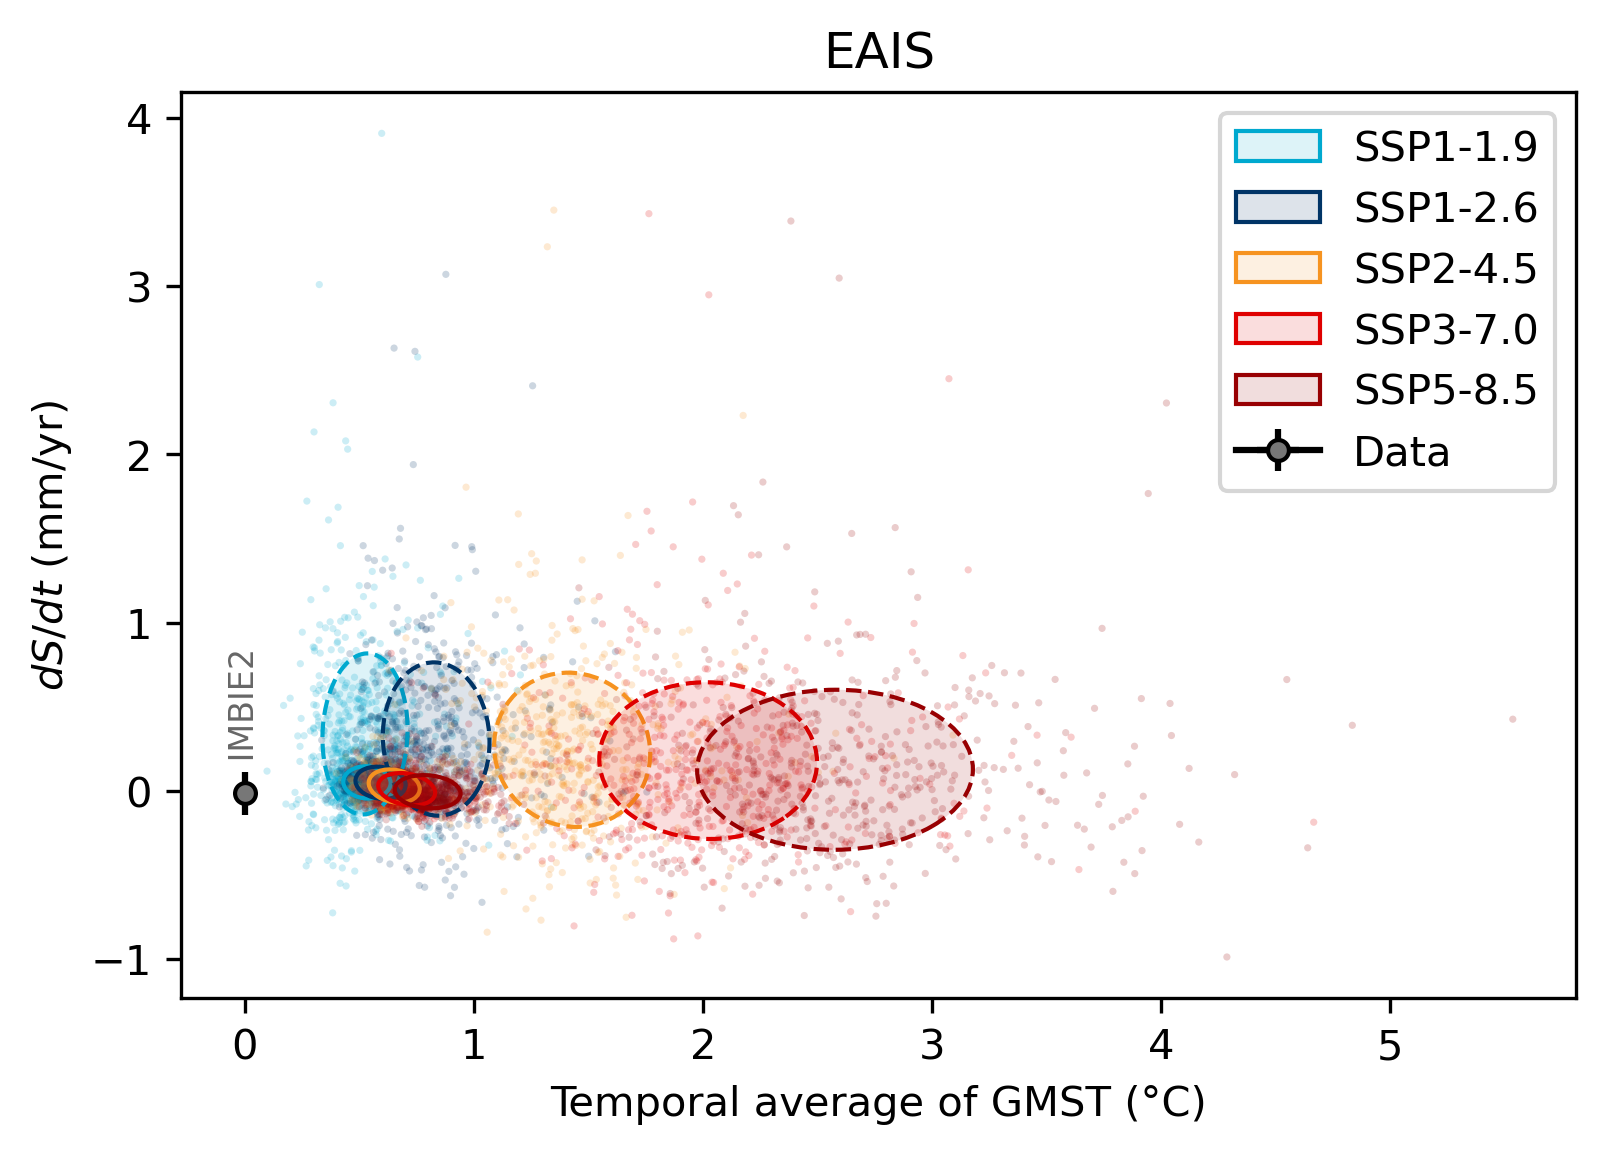 EAIS
4
3
2
1
0
−1
dS/dt (mm/yr)
IMBIE2
SSP1-1.9
SSP1-2.6
SSP2-4.5
SSP3-7.0
SSP5-8.5
Data
0 1 2 3 4 5
Temporal average of GMST (°C)